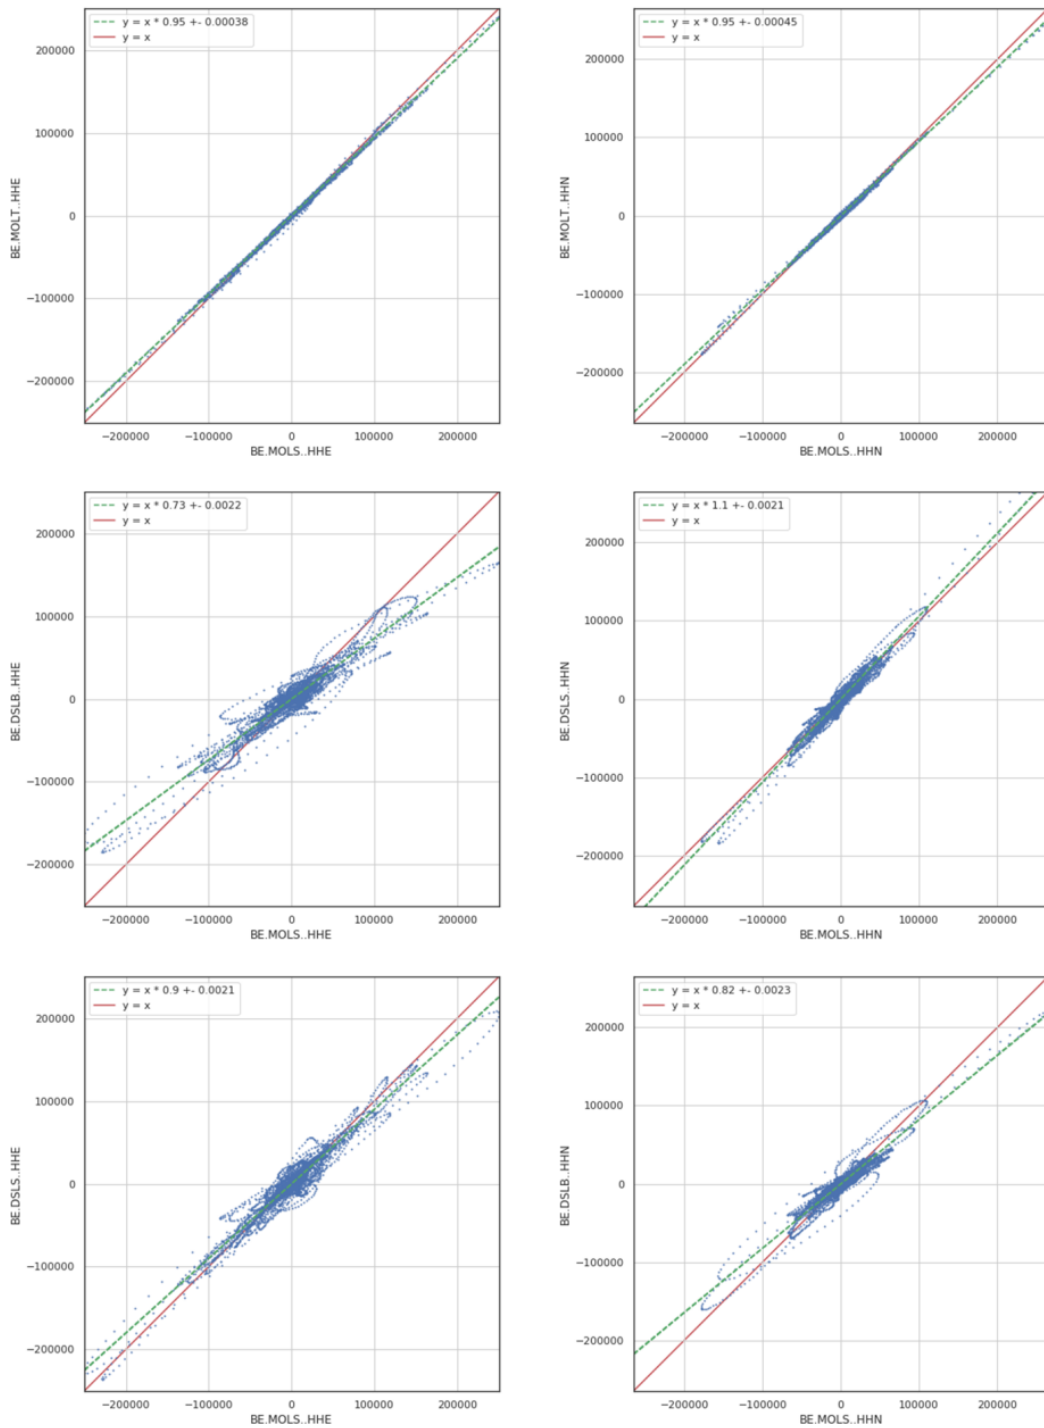 y = x * 0.95 +- 0.00038
y = x
200000
100000
0
−100000
−200000
BE.MOLT..HHE
−200000 −100000 0 100000 200000
BE.MOLS..HHE
y = x * 0.95 +- 0.00045
y = x
200000
100000
0
−100000
−200000
BE.MOLT..HHN
−200000 −100000 0 100000 200000
BE.MOLS..HHN
y = x * 0.73 +- 0.0022
y = x
200000
100000
0
−100000
−200000
BE.DSLB..HHE
−200000 −100000 0 100000 200000
BE.MOLS..HHE
y = x * 1.1 +- 0.0021
y = x
200000
100000
0
−100000
−200000
BE.DSLS..HHN
−200000 −100000 0 100000 200000
BE.MOLS..HHN
y = x * 0.9 +- 0.0021
y = x
200000
100000
0
−100000
−200000
BE.DSLS..HHE
−200000 −100000 0 100000 200000
BE.MOLS..HHE
y = x * 0.82 +- 0.0023
y = x
200000
100000
0
−100000
−200000
BE.DSLB..HHN
−200000 −100000 0 100000 200000
BE.MOLS..HHN